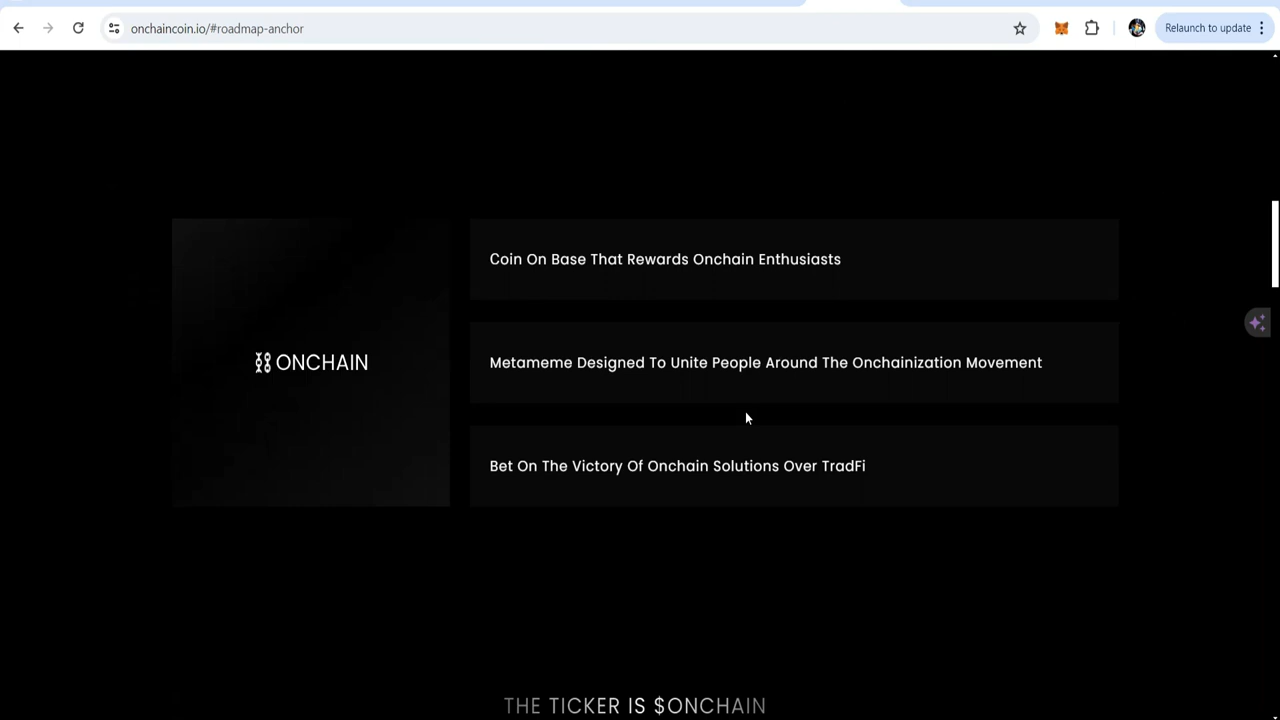 onchaincoin.io/#roadmap-anchor
Relaunch to update
Coin On Base That Rewards Onchain Enthusiasts
ONCHAIN
Metameme Designed To Unite People Around The Onchainization Movement
Bet On The Victory Of Onchain Solutions Over TradFi
THE TICKER IS $ONCHAIN